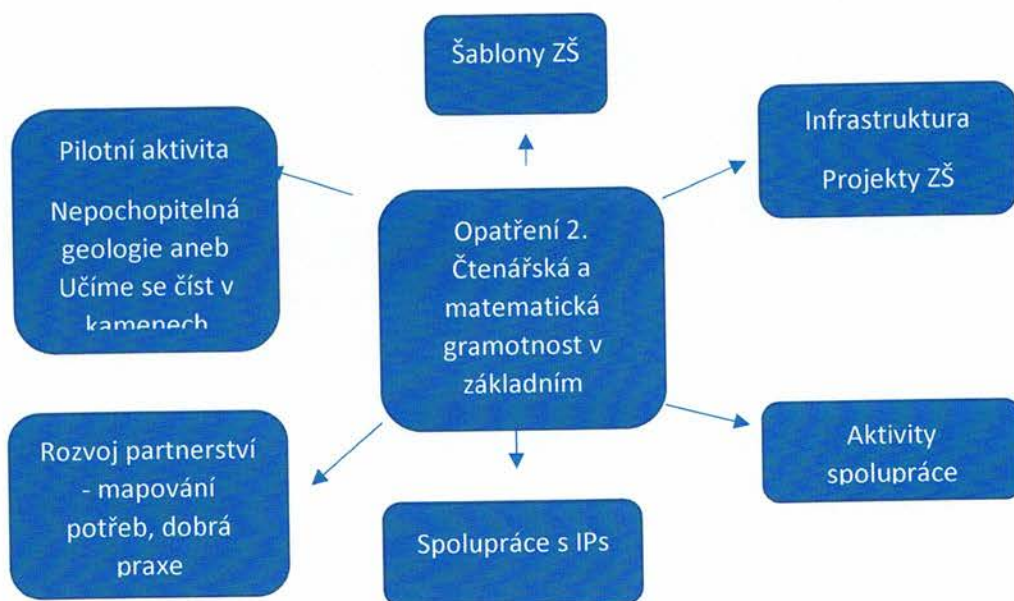 Šablony ZŠ
Infrastruktura
Projekty ZŠ
Pilotní aktivita
Nepochopitelná
geologie aneb
Učíme se číst v
kamenech
Opatření 2.
Čtenářská a
matematická
gramotnost v
základním
Rozvoj partnerství
- mapování
potřeb, dobrá
praxe
Spolupráce s IPs
Aktivity
spolupráce